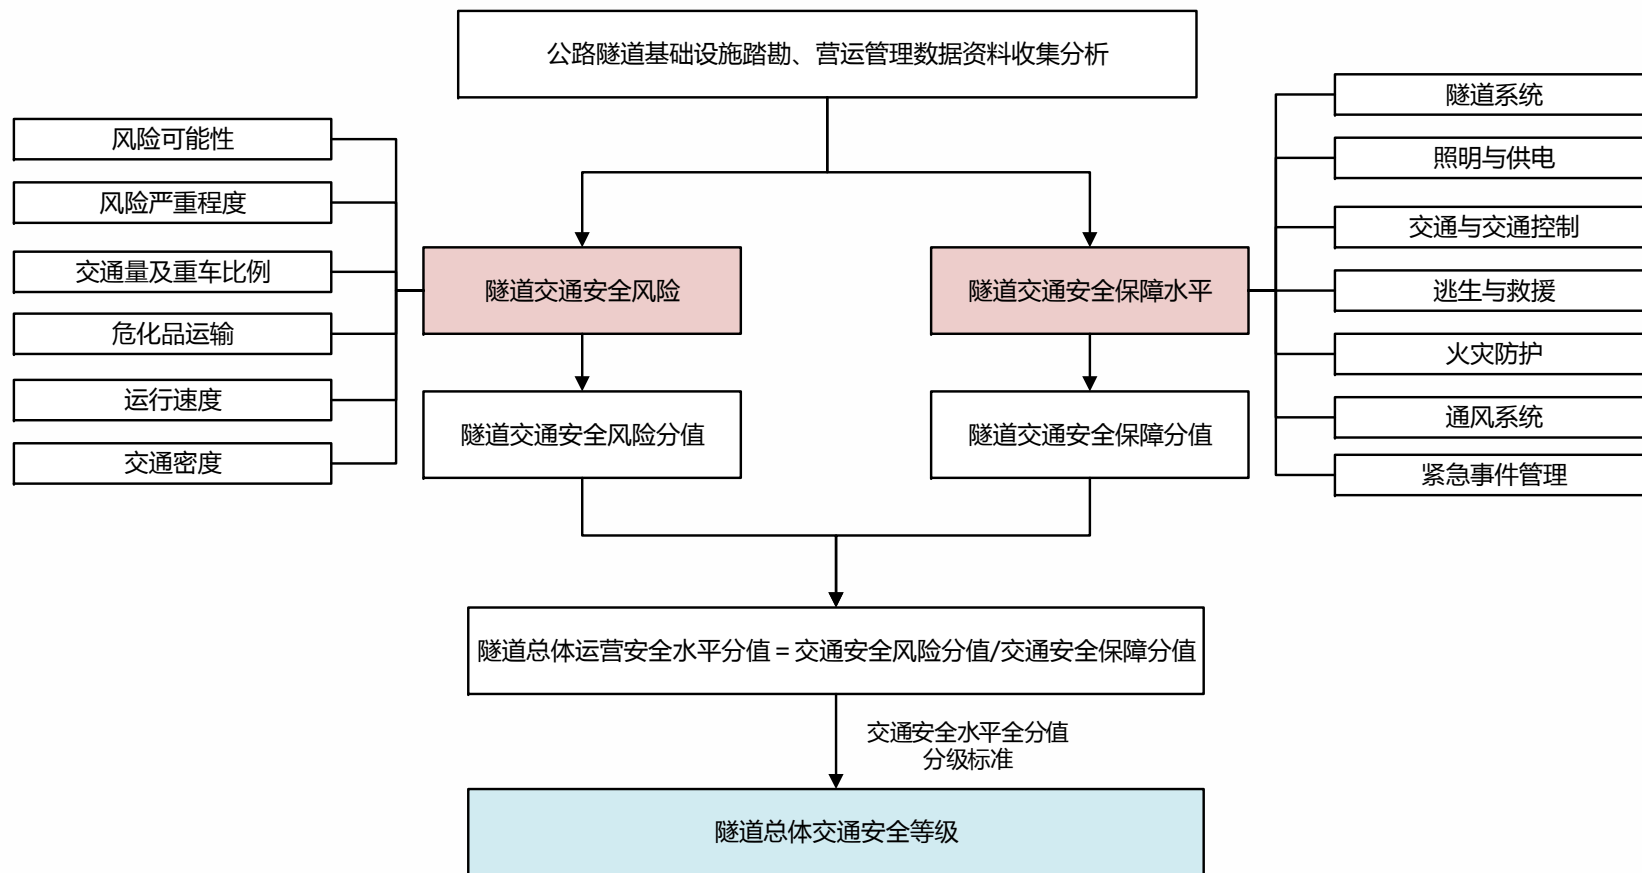 公路隧道基础设施踏勘、营运管理数据资料收集分析
风险可能性
风险严重程度
交通量及重车比例
危化品运输
运行速度
交通密度
隧道交通安全风险
隧道交通安全保障水平
隧道系统
照明与供电
交通与交通控制
逃生与救援
火灾防护
通风系统
紧急事件管理
隧道交通安全风险分值
隧道交通安全保障分值
隧道总体运营安全水平分值=交通安全风险分值/交通安全保障分值
交通安全水平全分值
分级标准
隧道总体交通安全等级